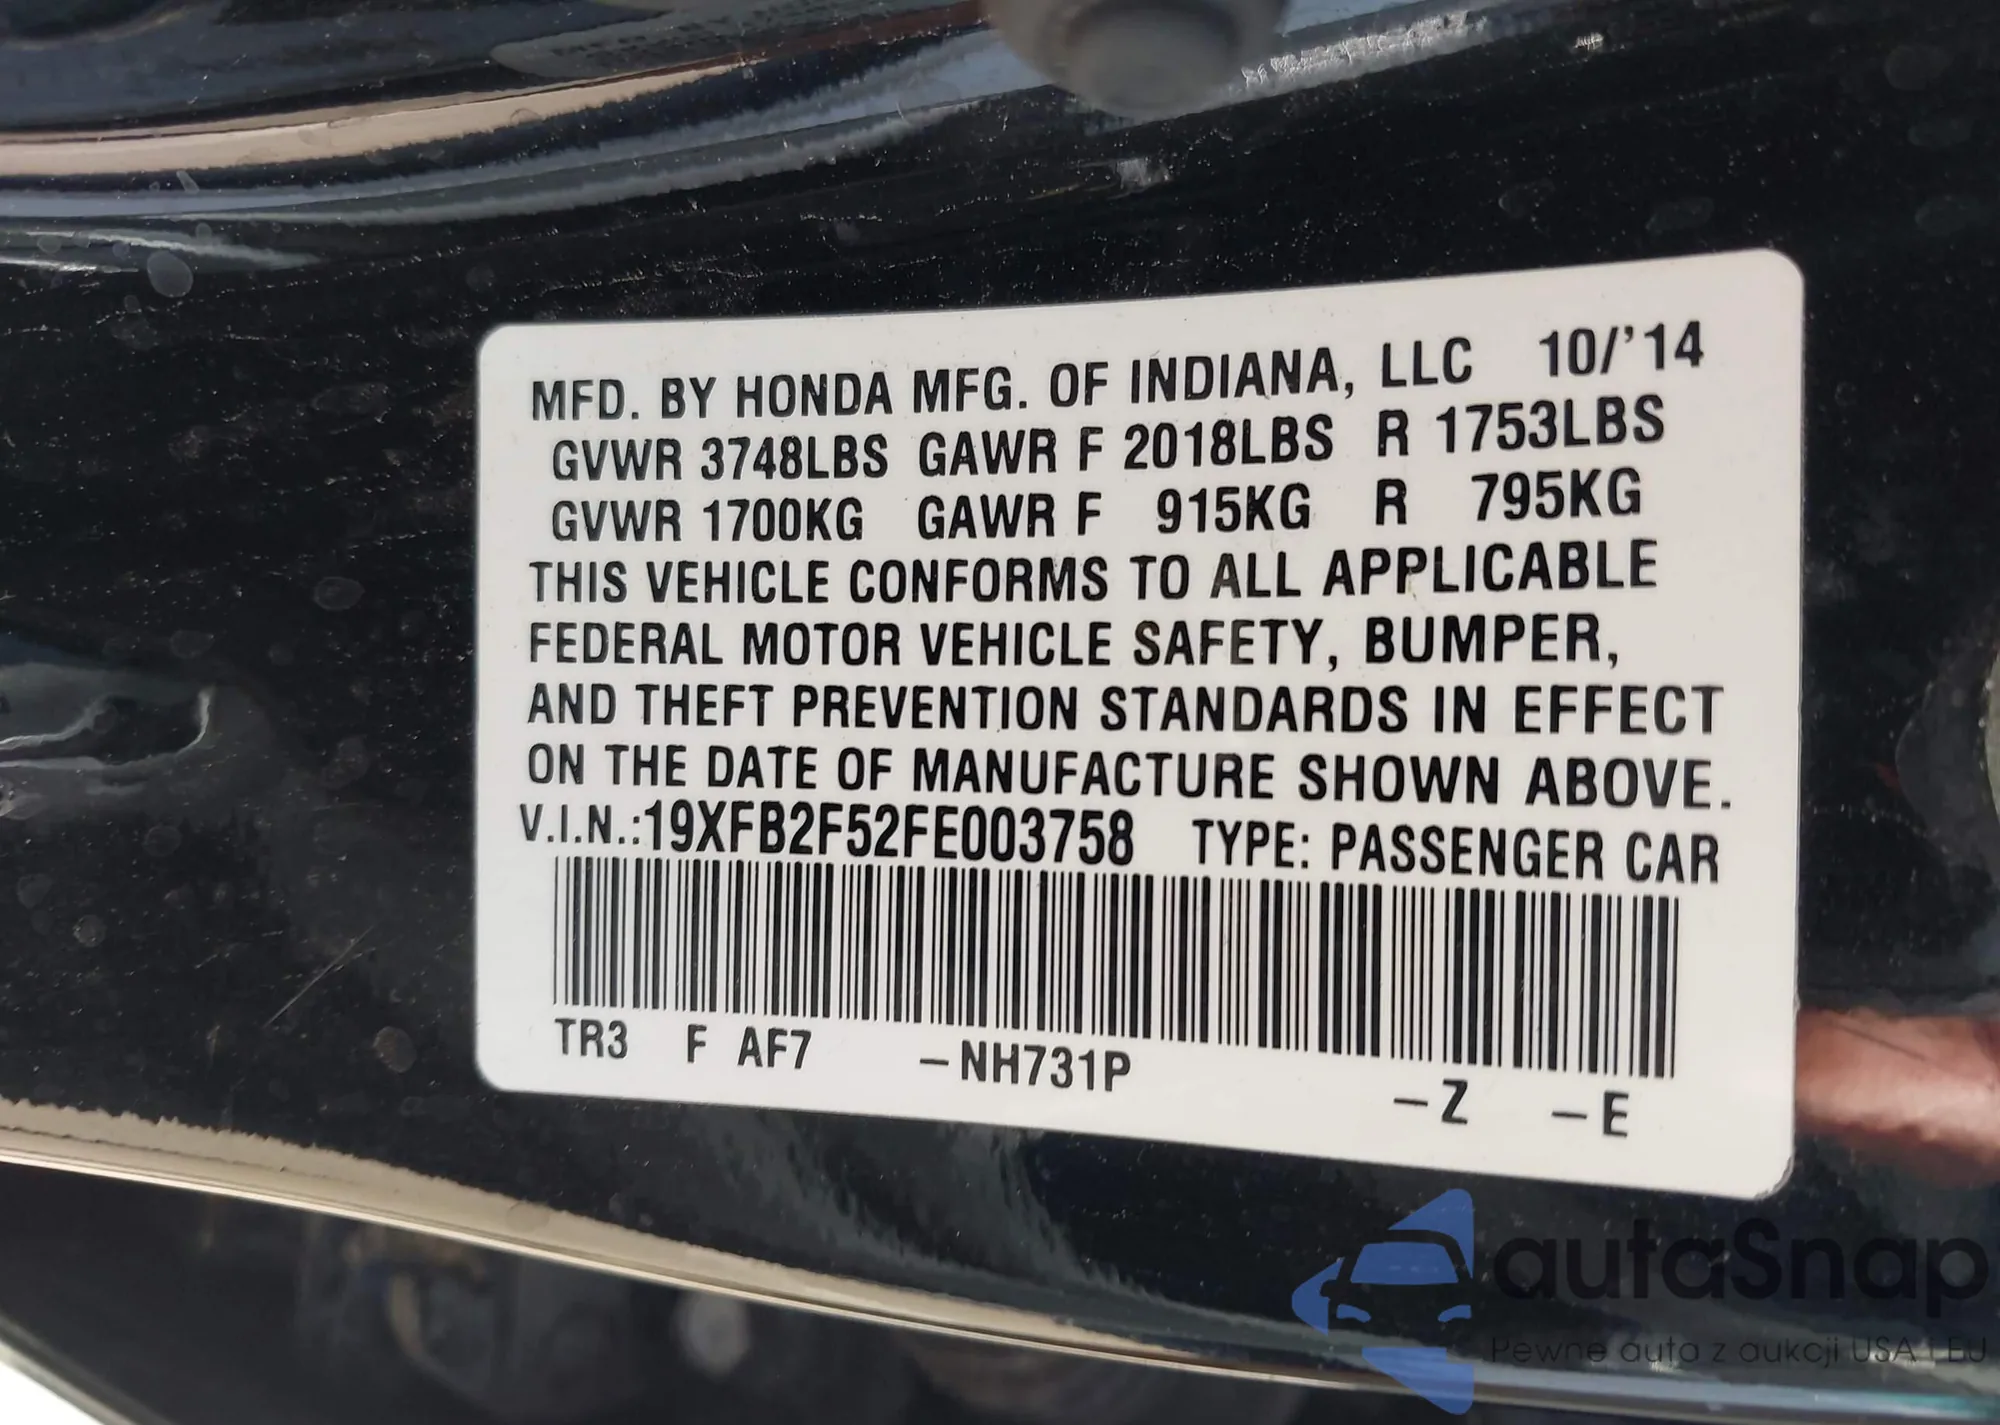 MFD. BY HONDA MFG. OF INDIANA, LLC 10/'14
GVWR 3748LBS GAWR F 2018LBS R 1753LBS
GVWR 1700KG GAWR F 915KG R 795KG
THIS VEHICLE CONFORMS TO ALL APPLICABLE
FEDERAL MOTOR VEHICLE SAFETY, BUMPER,
AND THEFT PREVENTION STANDARDS IN EFFECT
ON THE DATE OF MANUFACTURE SHOWN ABOVE.
V.I.N.:19XFB2F52FE003758 TYPE: PASSENGER CAR
TR3 F AF7 –NH731P –Z –E
autaSnap
Pewne auta z aukcji USA i EU